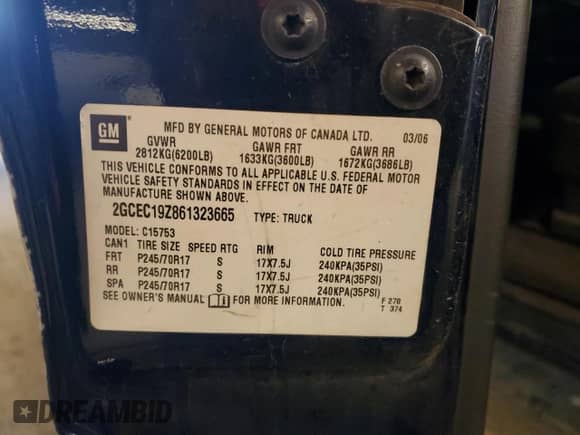 GM
MFD BY GENERAL MOTORS OF CANADA LTD. 03/06
GVWR GAWR FRT GAWR RR
2812KG(6200LB) 1633KG(3600LB) 1672KG(3686LB)
THIS VEHICLE CONFORMS TO ALL APPLICABLE U.S. FEDERAL MOTOR
VEHICLE SAFETY STANDARDS IN EFFECT ON THE DATE OF
MANUFACTURE SHOWN ABOVE.
2GCEC19Z861323665 TYPE: TRUCK
MODEL: C15753
CAN1 TIRE SIZE SPEED RTG RIM COLD TIRE PRESSURE
FRT P245/70R17 S 17X7.5J 240KPA(35PSI)
RR P245/70R17 S 17X7.5J 240KPA(35PSI)
SPA P245/70R17 S 17X7.5J 240KPA(35PSI)
SEE OWNER'S MANUAL FOR MORE INFORMATION.
F 270
T 374
DREAMBID